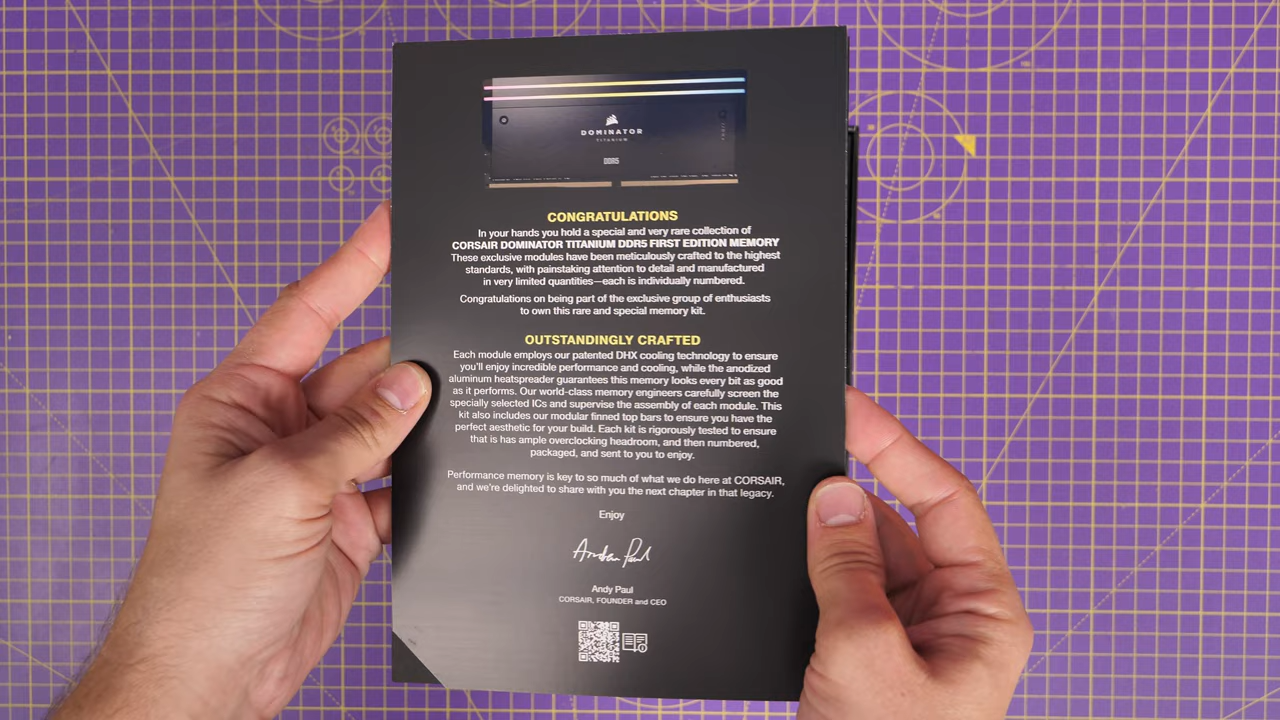 DOMINATOR
TITANIUM
DDR5
CONGRATULATIONS
In your hands you hold a special and very rare collection of
CORSAIR DOMINATOR TITANIUM DDR5 FIRST EDITION MEMORY
These exclusive modules have been meticulously crafted to the highest
standards, with painstaking attention to detail and manufactured
in very limited quantities—each is individually numbered.
Congratulations on being part of the exclusive group of enthusiasts
to own this rare and special memory kit.
OUTSTANDINGLY CRAFTED
Each module employs our patented DHX cooling technology to ensure
you'll enjoy incredible performance and cooling, while the anodized
aluminum heatspreader guarantees this memory looks every bit as good
as it performs. Our world-class memory engineers carefully screen the
specially selected ICs and supervise the assembly of each module. This
kit also includes our modular finned top bars to ensure you have the
perfect aesthetic for your build. Each kit is rigorously tested to ensure
that is has ample overclocking headroom, and then numbered,
packaged, and sent to you to enjoy.
Performance memory is key to so much of what we do here at CORSAIR,
and we're delighted to share with you the next chapter in that legacy.
Enjoy
Andy Paul
CORSAIR, FOUNDER and CEO